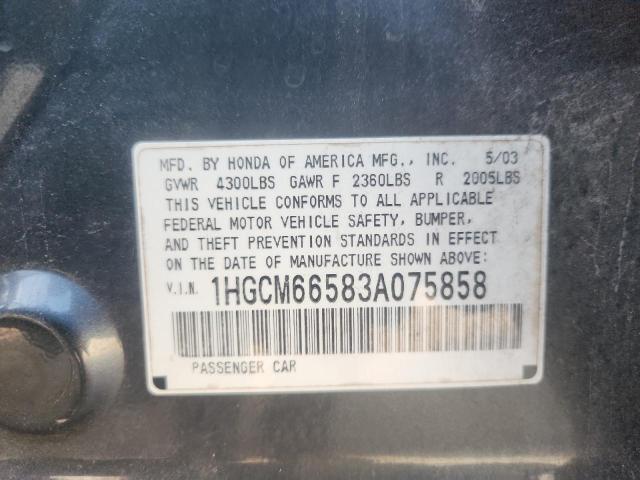 MFD. BY HONDA OF AMERICA MFG., INC. 5/03
GVWR 4300LBS GAWR F 2360LBS R 2005LBS
THIS VEHICLE CONFORMS TO ALL APPLICABLE
FEDERAL MOTOR VEHICLE SAFETY, BUMPER,
AND THEFT PREVENTION STANDARDS IN EFFECT
ON THE DATE OF MANUFACTURE SHOWN ABOVE:
V.I.N. 1HGCM66583A075858
PASSENGER CAR